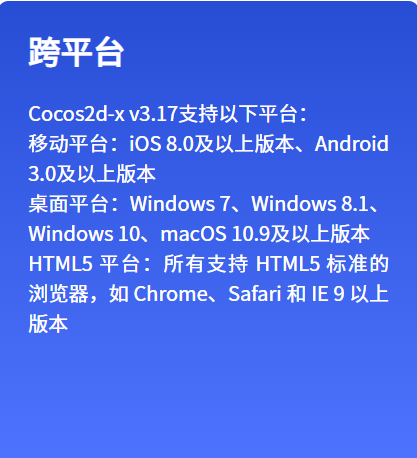 跨平台
Cocos2d-x v3.17支持以下平台：
移动平台：iOS 8.0及以上版本、Android
3.0及以上版本
桌面平台：Windows 7、Windows 8.1、
Windows 10、macOS 10.9及以上版本
HTML5 平台：所有支持 HTML5 标准的
浏览器，如 Chrome、Safari 和 IE 9 以上
版本